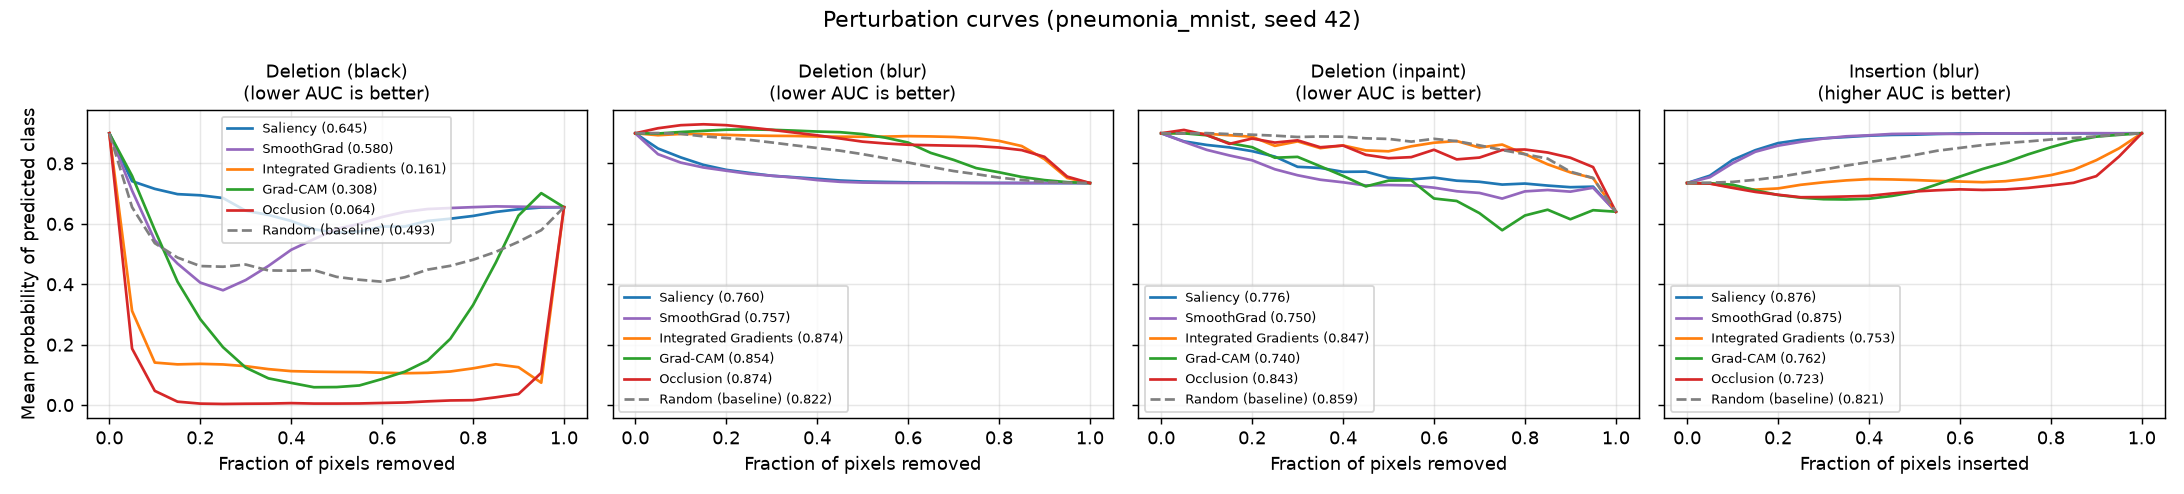 Perturbation curves (pneumonia_mnist, seed 42)
Deletion (black)
(lower AUC is better)
Mean probability of predicted class
0.8
0.6
0.4
0.2
0.0
Saliency (0.645)
SmoothGrad (0.580)
Integrated Gradients (0.161)
Grad-CAM (0.308)
Occlusion (0.064)
Random (baseline) (0.493)
0.0 0.2 0.4 0.6 0.8 1.0
Fraction of pixels removed
Deletion (blur)
(lower AUC is better)
Saliency (0.760)
SmoothGrad (0.757)
Integrated Gradients (0.874)
Grad-CAM (0.854)
Occlusion (0.874)
Random (baseline) (0.822)
0.0 0.2 0.4 0.6 0.8 1.0
Fraction of pixels removed
Deletion (inpaint)
(lower AUC is better)
Saliency (0.776)
SmoothGrad (0.750)
Integrated Gradients (0.847)
Grad-CAM (0.740)
Occlusion (0.843)
Random (baseline) (0.859)
0.0 0.2 0.4 0.6 0.8 1.0
Fraction of pixels removed
Insertion (blur)
(higher AUC is better)
Saliency (0.876)
SmoothGrad (0.875)
Integrated Gradients (0.753)
Grad-CAM (0.762)
Occlusion (0.723)
Random (baseline) (0.821)
0.0 0.2 0.4 0.6 0.8 1.0
Fraction of pixels inserted